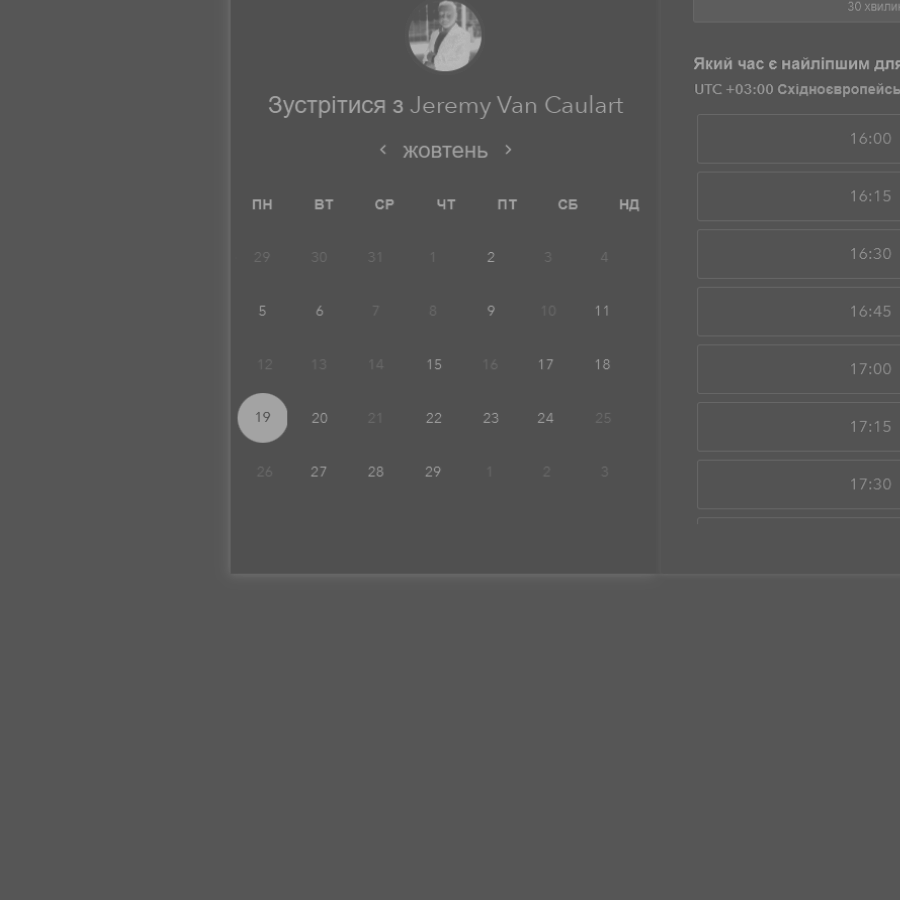 Зустрітися з Jeremy Van Caulart
‹ жовтень ›
ПН ВТ СР ЧТ ПТ СБ НД
29 30 31 1 2 3 4
5 6 7 8 9 10 11
12 13 14 15 16 17 18
19 20 21 22 23 24 25
26 27 28 29 1 2 3
30 хвили
Який час є найліпшим для
UTC +03:00 Східноєвропейсь
16:00
16:15
16:30
16:45
17:00
17:15
17:30